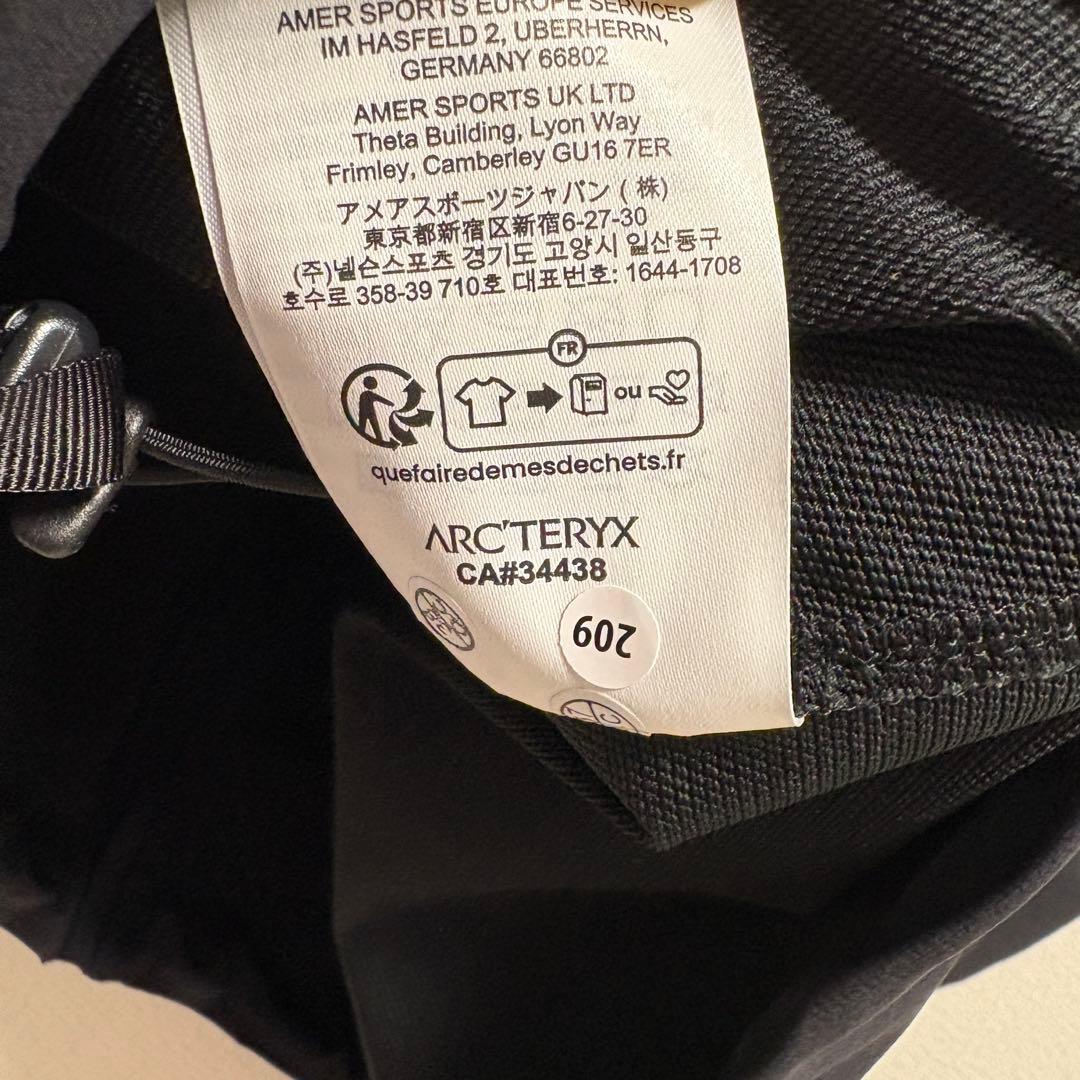 AMER SPORTS EUROPE SERVICES
IM HASFELD 2, UBERHERRN,
GERMANY 66802
AMER SPORTS UK LTD
Theta Building, Lyon Way
Frimley, Camberley GU16 7ER
アメアスポーツジャパン ( 株)
東京都新宿区新宿6-27-30
(주)넬슨스포츠 경기도 고양시 일산동구
호수로 358-39 710호 대표번호: 1644-1708
FR
ou
quefairedemesdechets.fr
ARC'TERYX
CA#34438
209